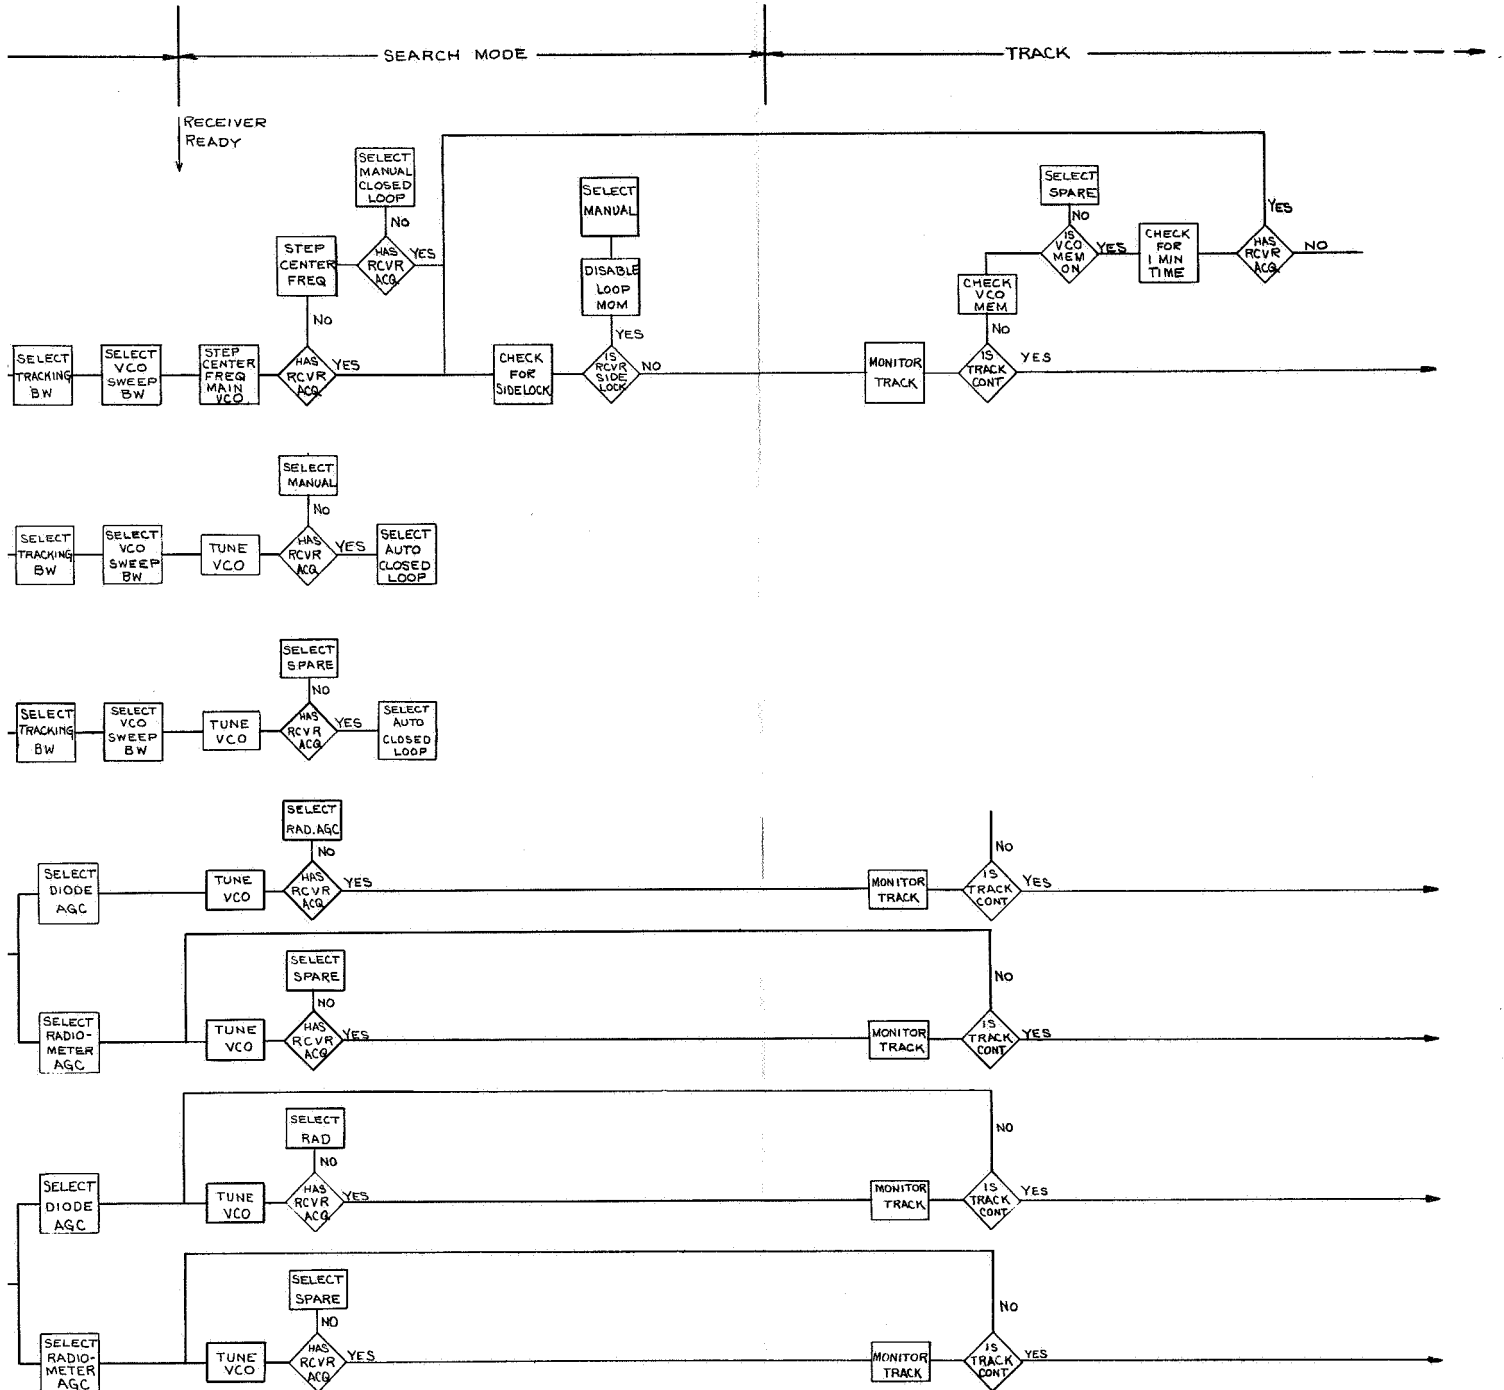 SEARCH MODE
TRACK
RECEIVER
READY
SELECT
MANUAL
CLOSED
LOOP
NO
STEP
CENTER
FREQ
HAS
RCVR
ACQ
YES
NO
SELECT
TRACKING
BW
SELECT
VCO
SWEEP
BW
STEP
CENTER
FREQ
MAIN
VCO
HAS
RCVR
ACQ
YES
SELECT
MANUAL
DISABLE
LOOP
MOM
YES
CHECK
FOR
SIDELOCK
IS
RCVR
SIDE
LOCK
NO
MONITOR
TRACK
IS
TRACK
CONT
YES
NO
CHECK
VCO
MEM
SELECT
SPARE
NO
IS
VCO
MEM
ON
YES
CHECK
FOR
1 MIN
TIME
HAS
RCVR
ACQ
YES
NO
SELECT
MANUAL
NO
SELECT
TRACKING
BW
SELECT
VCO
SWEEP
BW
TUNE
VCO
HAS
RCVR
ACQ
YES
SELECT
AUTO
CLOSED
LOOP
SELECT
SPARE
NO
SELECT
TRACKING
BW
SELECT
VCO
SWEEP
BW
TUNE
VCO
HAS
RCVR
ACQ
YES
SELECT
AUTO
CLOSED
LOOP
SELECT
RAD.AGC
NO
SELECT
DIODE
AGC
TUNE
VCO
HAS
RCVR
ACQ
YES
MONITOR
TRACK
NO
IS
TRACK
CONT
YES
SELECT
SPARE
NO
SELECT
RADIO-
METER
AGC
TUNE
VCO
HAS
RCVR
ACQ
YES
MONITOR
TRACK
NO
IS
TRACK
CONT
YES
SELECT
RAD
NO
SELECT
DIODE
AGC
TUNE
VCO
HAS
RCVR
ACQ
YES
MONITOR
TRACK
NO
IS
TRACK
CONT
YES
SELECT
SPARE
NO
SELECT
RADIO-
METER
AGC
TUNE
VCO
HAS
RCVR
ACQ
YES
MONITOR
TRACK
NO
IS
TRACK
CONT
YES